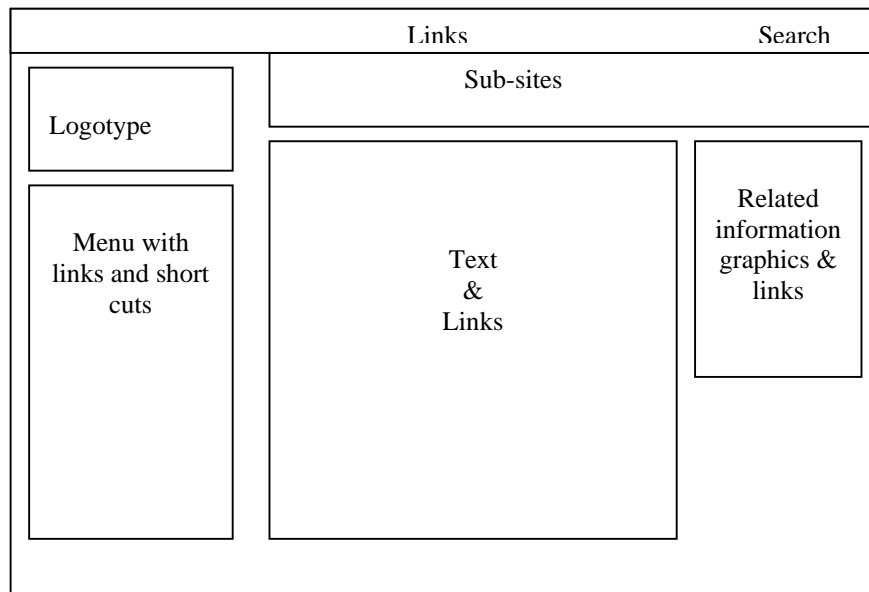 Links
Search
Sub-sites
Logotype
Menu with
links and short
cuts
Text
&
Links
Related
information
graphics &
links